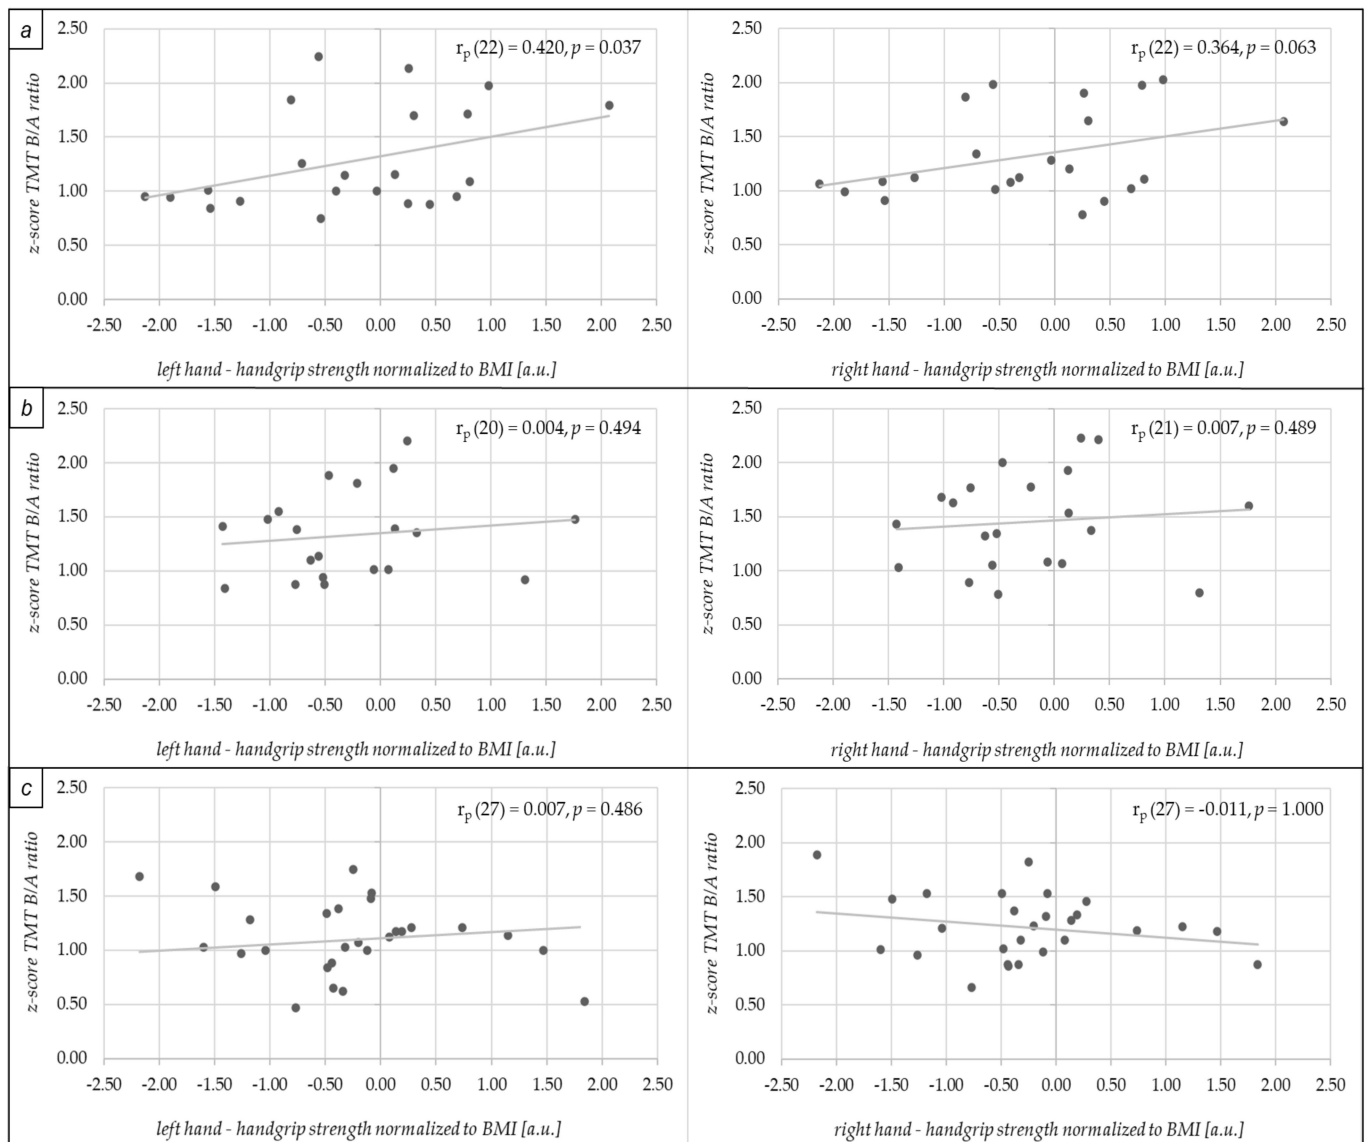 a
r_p (22) = 0.420, p = 0.037
z-score TMT B/A ratio
2.50
2.00
1.50
1.00
0.50
0.00
-2.50 -2.00 -1.50 -1.00 -0.50 0.00 0.50 1.00 1.50 2.00 2.50
left hand - handgrip strength normalized to BMI [a.u.]
r_p (22) = 0.364, p = 0.063
z-score TMT B/A ratio
2.50
2.00
1.50
1.00
0.50
0.00
-2.50 -2.00 -1.50 -1.00 -0.50 0.00 0.50 1.00 1.50 2.00 2.50
right hand - handgrip strength normalized to BMI [a.u.]
b
r_p (20) = 0.004, p = 0.494
z-score TMT B/A ratio
2.50
2.00
1.50
1.00
0.50
0.00
-2.50 -2.00 -1.50 -1.00 -0.50 0.00 0.50 1.00 1.50 2.00 2.50
left hand - handgrip strength normalized to BMI [a.u.]
r_p (21) = 0.007, p = 0.489
z-score TMT B/A ratio
2.50
2.00
1.50
1.00
0.50
0.00
-2.50 -2.00 -1.50 -1.00 -0.50 0.00 0.50 1.00 1.50 2.00 2.50
right hand - handgrip strength normalized to BMI [a.u.]
c
r_p (27) = 0.007, p = 0.486
z-score TMT B/A ratio
2.50
2.00
1.50
1.00
0.50
0.00
-2.50 -2.00 -1.50 -1.00 -0.50 0.00 0.50 1.00 1.50 2.00 2.50
left hand - handgrip strength normalized to BMI [a.u.]
r_p (27) = -0.011, p = 1.000
z-score TMT B/A ratio
2.50
2.00
1.50
1.00
0.50
0.00
-2.50 -2.00 -1.50 -1.00 -0.50 0.00 0.50 1.00 1.50 2.00 2.50
right hand - handgrip strength normalized to BMI [a.u.]